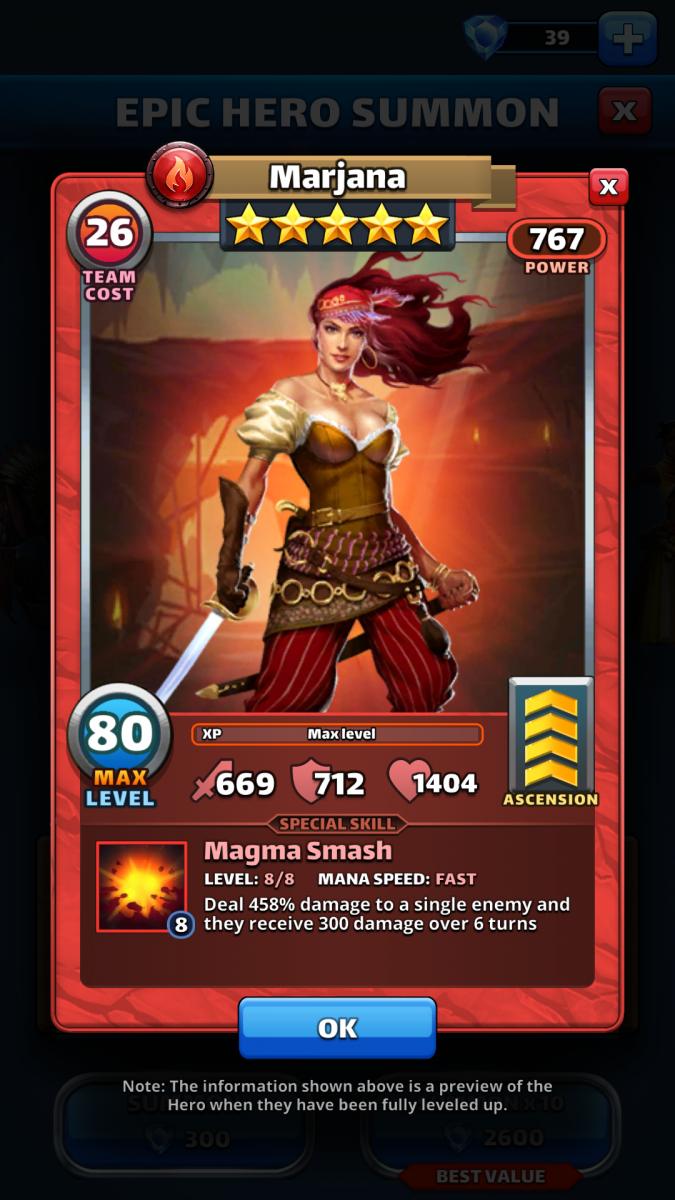 39
EPIC HERO SUMMON
X
Marjana
X
26
TEAM
COST
767
POWER
80
MAX
LEVEL
XP
Max level
669
712
1404
ASCENSION
SPECIAL SKILL
Magma Smash
LEVEL: 8/8 MANA SPEED: FAST
8
Deal 458% damage to a single enemy and
they receive 300 damage over 6 turns
OK
Note: The information shown above is a preview of the
Hero when they have been fully leveled up.
300
2600
BEST VALUE